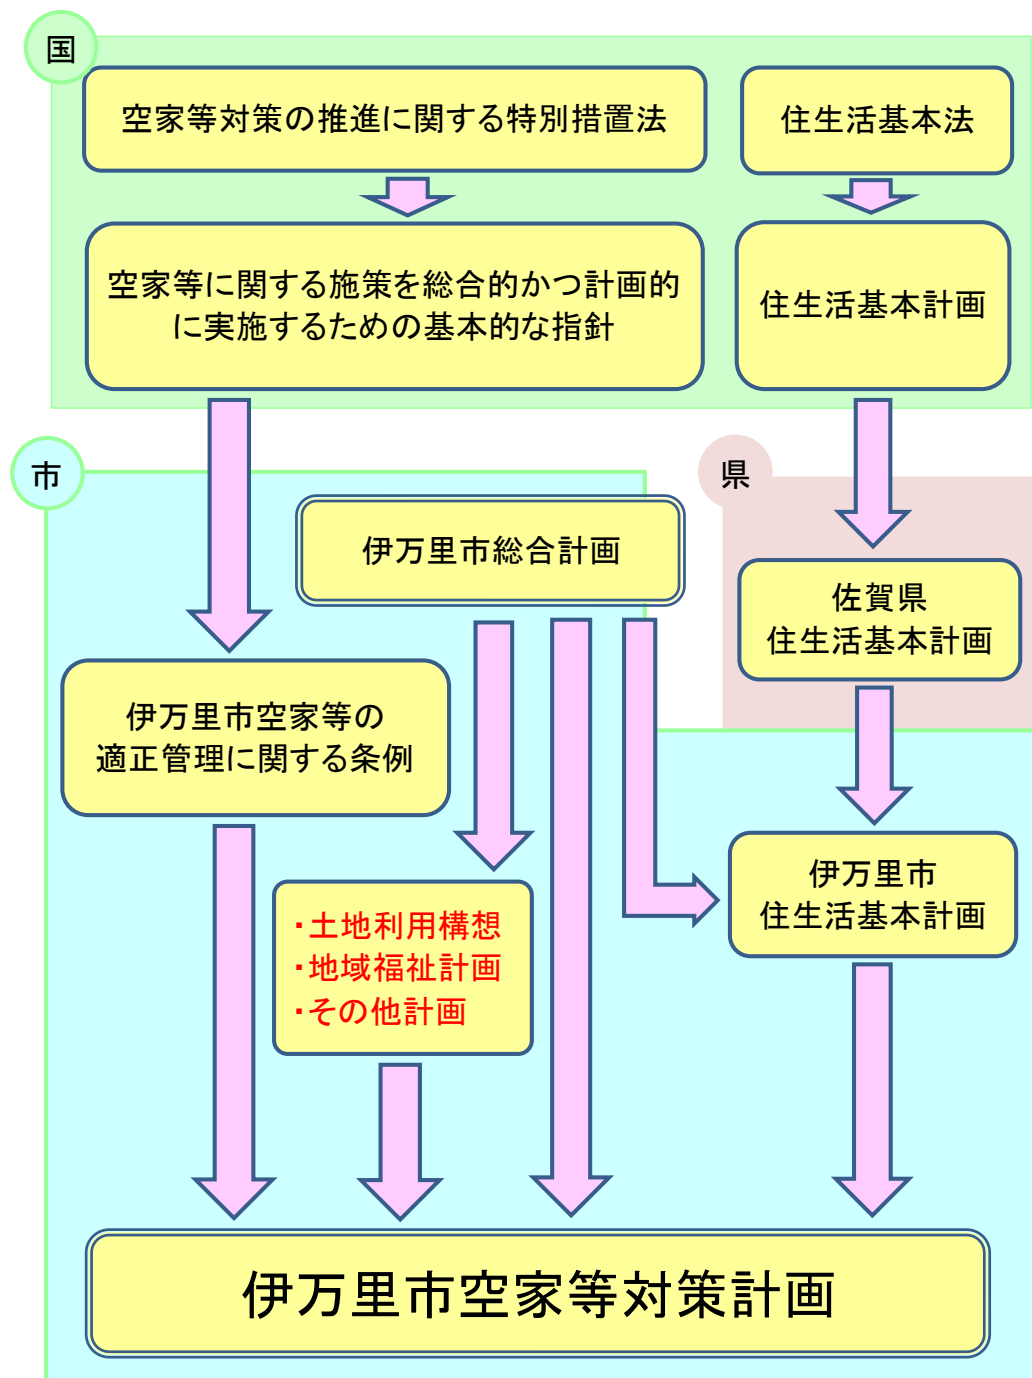 国
空家等対策の推進に関する特別措置法
住生活基本法
空家等に関する施策を総合的かつ計画的
に実施するための基本的な指針
住生活基本計画
市
県
伊万里市総合計画
佐賀県
住生活基本計画
伊万里市空家等の
適正管理に関する条例
伊万里市
住生活基本計画
・土地利用構想
・地域福祉計画
・その他計画
伊万里市空家等対策計画